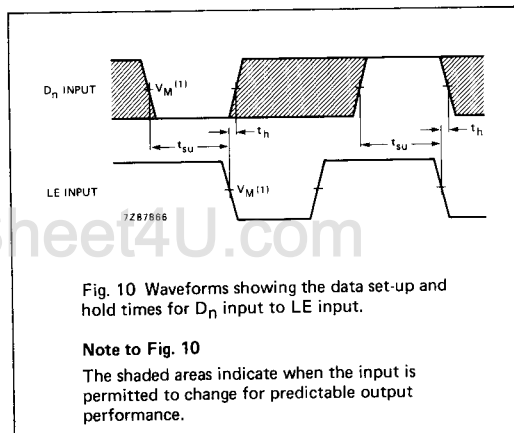 Dn INPUT
VM(1)
th
tsu
tsu
th
LE INPUT
VM(1)
7Z87866
Sheet4U.com
Fig. 10 Waveforms showing the data set-up and
hold times for Dn input to LE input.
Note to Fig. 10
The shaded areas indicate when the input is
permitted to change for predictable output
performance.